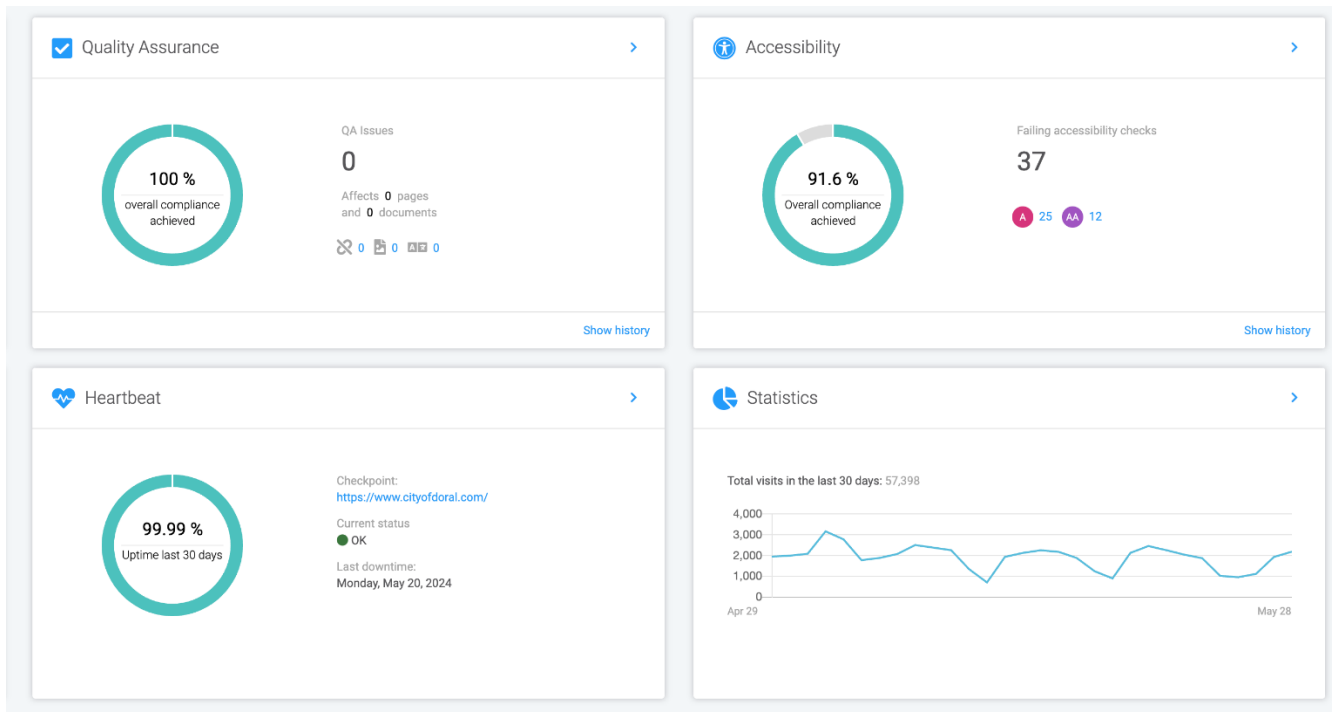 Quality Assurance
100 %
overall compliance
achieved
QA Issues
0
Affects 0 pages
and 0 documents
0 0 0
Show history
Accessibility
91.6 %
Overall compliance
achieved
Failing accessibility checks
37
A 25 AA 12
Show history
Heartbeat
99.99 %
Uptime last 30 days
Checkpoint:
https://www.cityofdoral.com/
Current status
OK
Last downtime:
Monday, May 20, 2024
Statistics
Total visits in the last 30 days: 57,398
4,000
3,000
2,000
1,000
0
Apr 29 May 28